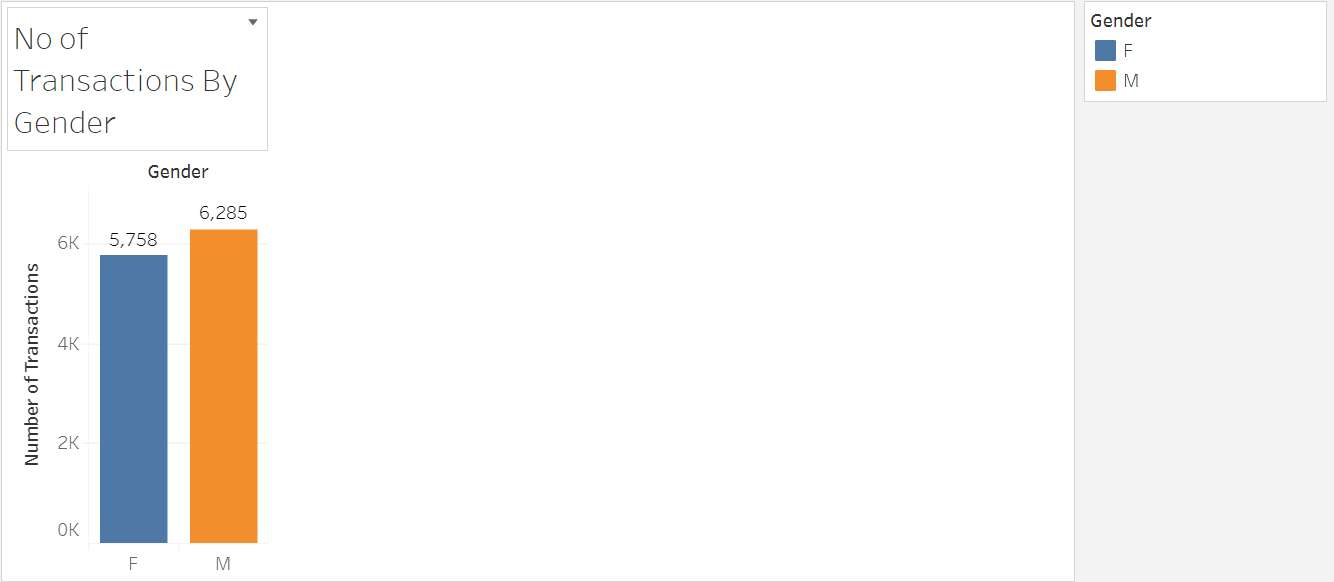 No of
Transactions By
Gender
Gender
6,285
5,758
6K
4K
2K
0K
Number of Transactions
F
M
Gender
F
M